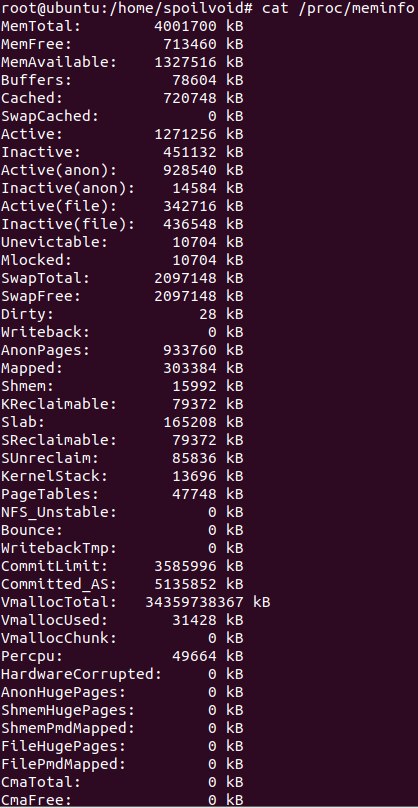 root@ubuntu:/home/spoilvoid# cat /proc/meminfo
MemTotal:        4001700 kB
MemFree:          713460 kB
MemAvailable:    1327516 kB
Buffers:           78604 kB
Cached:           720748 kB
SwapCached:            0 kB
Active:          1271256 kB
Inactive:         451132 kB
Active(anon):     928540 kB
Inactive(anon):    14584 kB
Active(file):     342716 kB
Inactive(file):   436548 kB
Unevictable:       10704 kB
Mlocked:           10704 kB
SwapTotal:       2097148 kB
SwapFree:        2097148 kB
Dirty:                28 kB
Writeback:             0 kB
AnonPages:        933760 kB
Mapped:           303384 kB
Shmem:             15992 kB
KReclaimable:      79372 kB
Slab:             165208 kB
SReclaimable:      79372 kB
SUnreclaim:        85836 kB
KernelStack:       13696 kB
PageTables:        47748 kB
NFS_Unstable:          0 kB
Bounce:                0 kB
WritebackTmp:          0 kB
CommitLimit:     3585996 kB
Committed_AS:    5135852 kB
VmallocTotal:   34359738367 kB
VmallocUsed:       31428 kB
VmallocChunk:          0 kB
Percpu:            49664 kB
HardwareCorrupted:     0 kB
AnonHugePages:         0 kB
ShmemHugePages:        0 kB
ShmemPmdMapped:        0 kB
FileHugePages:         0 kB
FilePmdMapped:         0 kB
CmaTotal:              0 kB
CmaFree:               0 kB